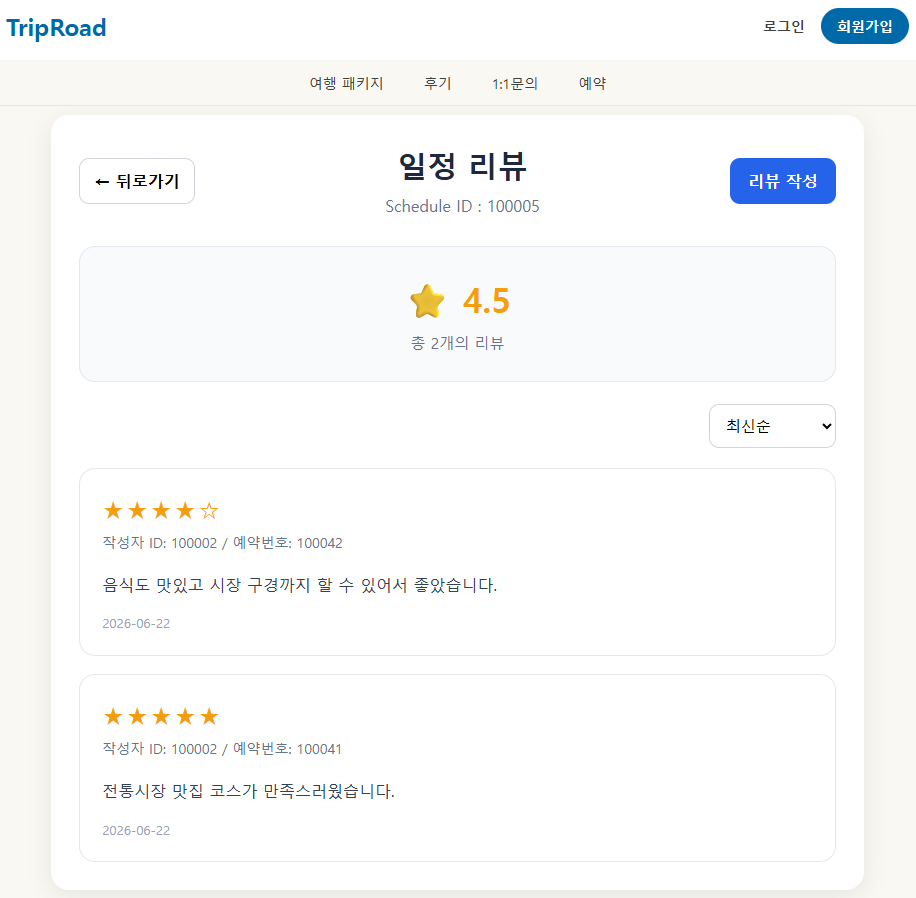 TripRoad
로그인
회원가입
여행 패키지
후기
1:1문의
예약
← 뒤로가기
일정 리뷰
Schedule ID : 100005
리뷰 작성
4.5
총 2개의 리뷰
최신순
★★★★☆
작성자 ID: 100002 / 예약번호: 100042
음식도 맛있고 시장 구경까지 할 수 있어서 좋았습니다.
2026-06-22
★★★★★
작성자 ID: 100002 / 예약번호: 100041
전통시장 맛집 코스가 만족스러웠습니다.
2026-06-22